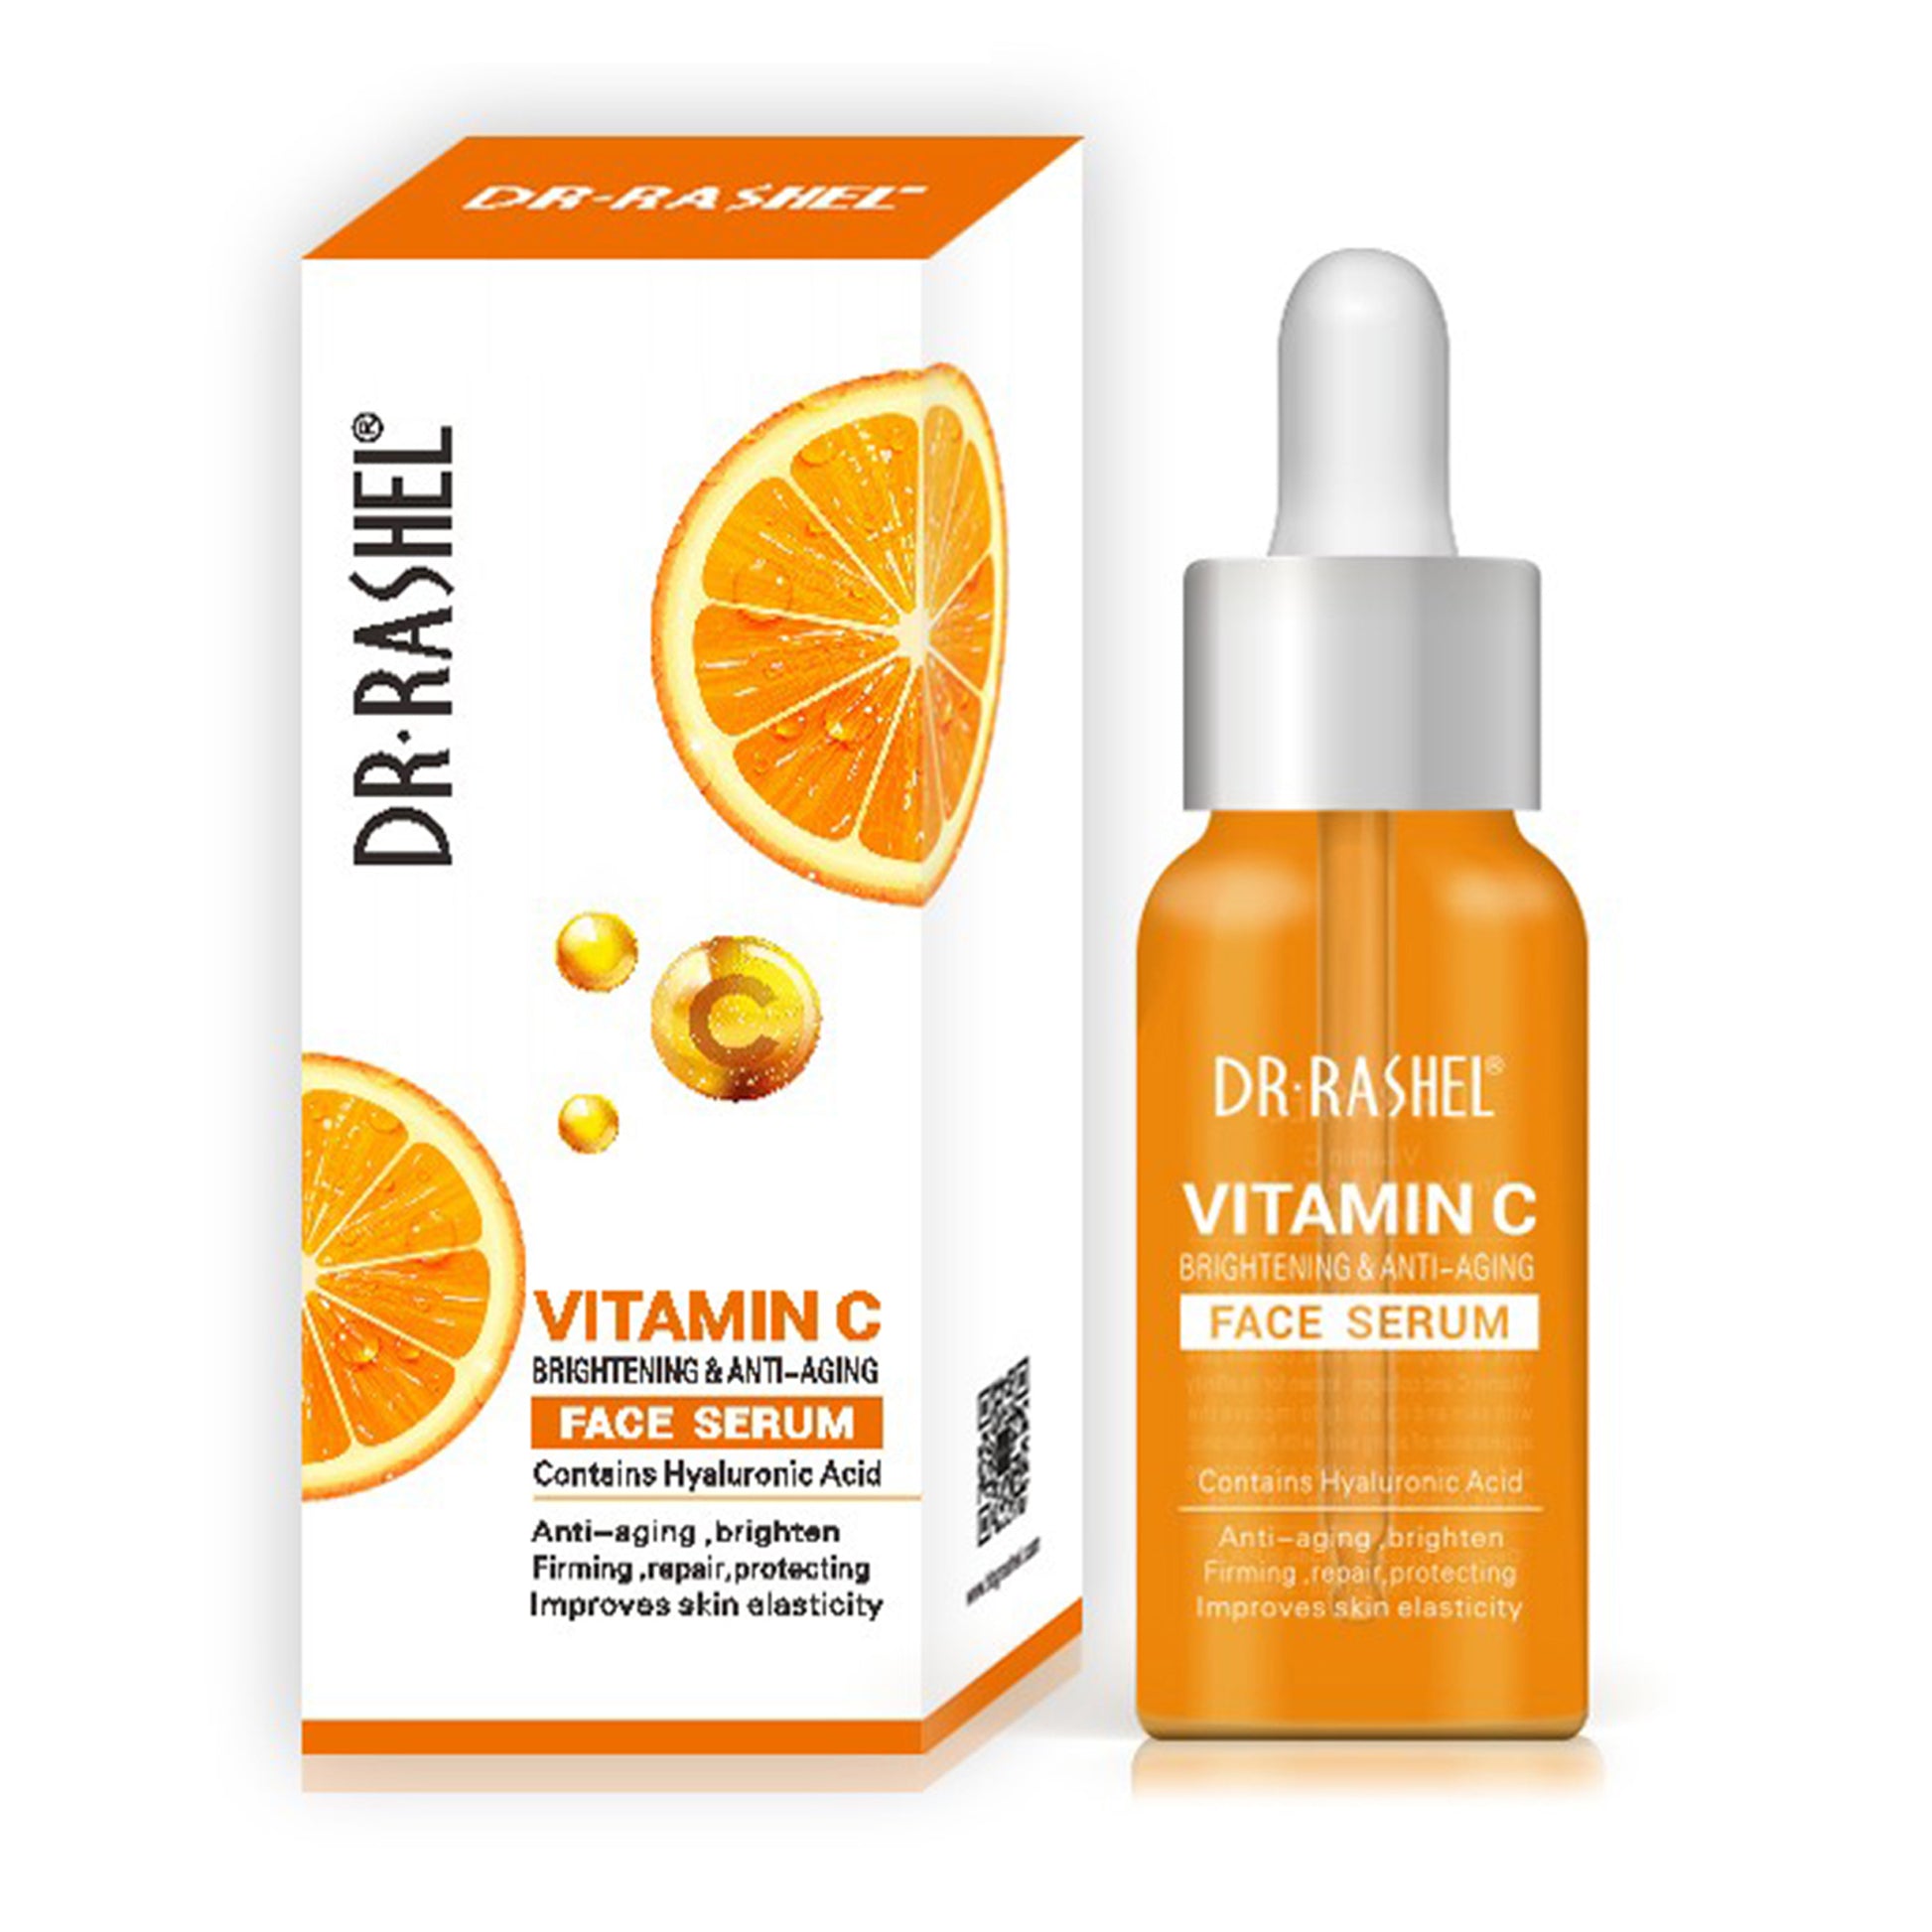 DR·RASHEL
DR·RASHEL®
C
VITAMIN C
BRIGHTENING & ANTI-AGING
FACE SERUM
Contains Hyaluronic Acid
Anti-aging ,brighten
Firming ,repair,protecting
Improves skin elasticity
DR·RASHEL®
Vitamin C
VITAMIN C
BRIGHTENING & ANTI-AGING
FACE SERUM
Contains Hyaluronic Acid
Anti-aging ,brighten
Firming ,repair,protecting
Improves skin elasticity